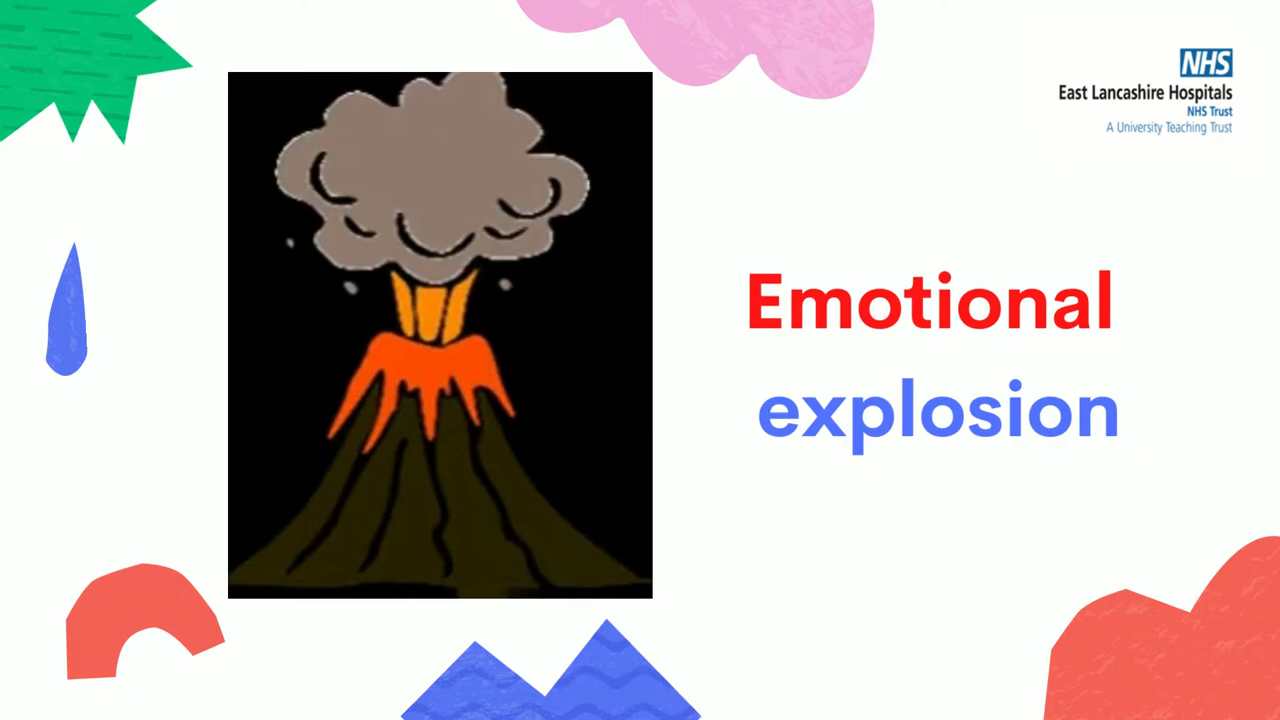 NHS
East Lancashire Hospitals
NHS Trust
A University Teaching Trust
Emotional
explosion